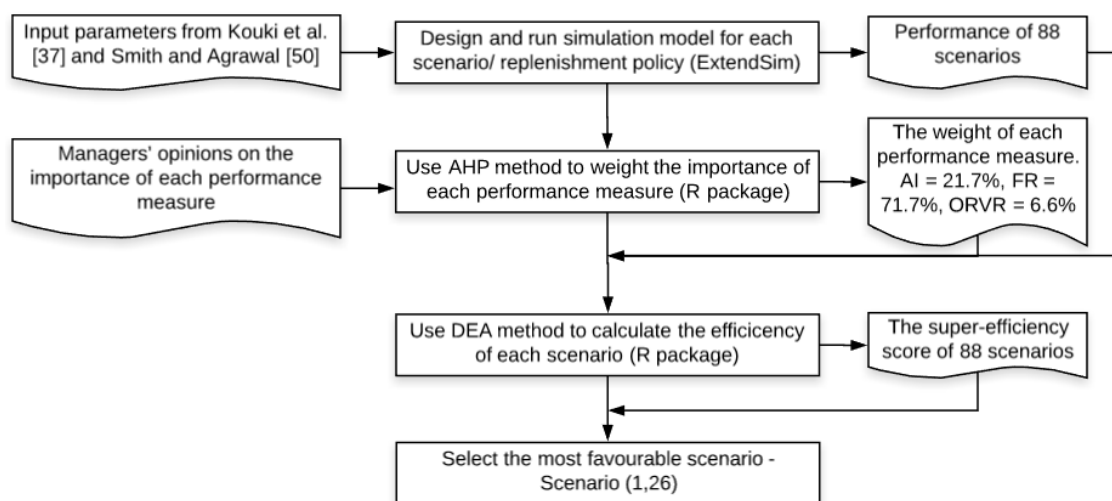 Input parameters from Kouki et al.
[37] and Smith and Agrawal [50]
Design and run simulation model for each
scenario/ replenishment policy (ExtendSim)
Performance of 88
scenarios
Managers' opinions on the
importance of each performance
measure
Use AHP method to weight the importance of
each performance measure (R package)
The weight of each
performance measure.
AI = 21.7%, FR =
71.7%, ORVR = 6.6%
Use DEA method to calculate the efficicency
of each scenario (R package)
The super-efficiency
score of 88 scenarios
Select the most favourable scenario -
Scenario (1,26)